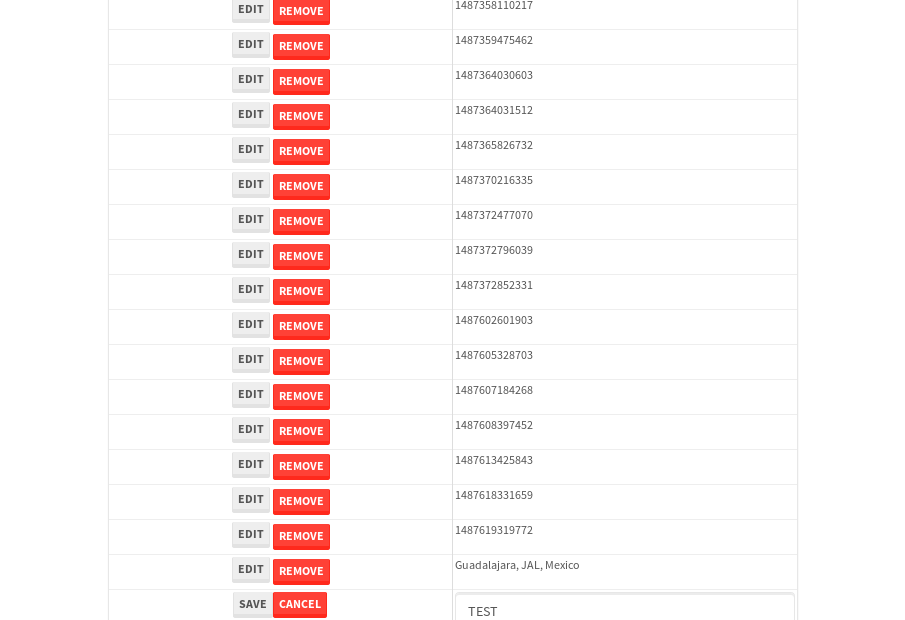 EDIT REMOVE 1487358110217
EDIT REMOVE 1487359475462
EDIT REMOVE 1487364030603
EDIT REMOVE 1487364031512
EDIT REMOVE 1487365826732
EDIT REMOVE 1487370216335
EDIT REMOVE 1487372477070
EDIT REMOVE 1487372796039
EDIT REMOVE 1487372852331
EDIT REMOVE 1487602601903
EDIT REMOVE 1487605328703
EDIT REMOVE 1487607184268
EDIT REMOVE 1487608397452
EDIT REMOVE 1487613425843
EDIT REMOVE 1487618331659
EDIT REMOVE 1487619319772
EDIT REMOVE Guadalajara, JAL, Mexico
SAVE CANCEL TEST